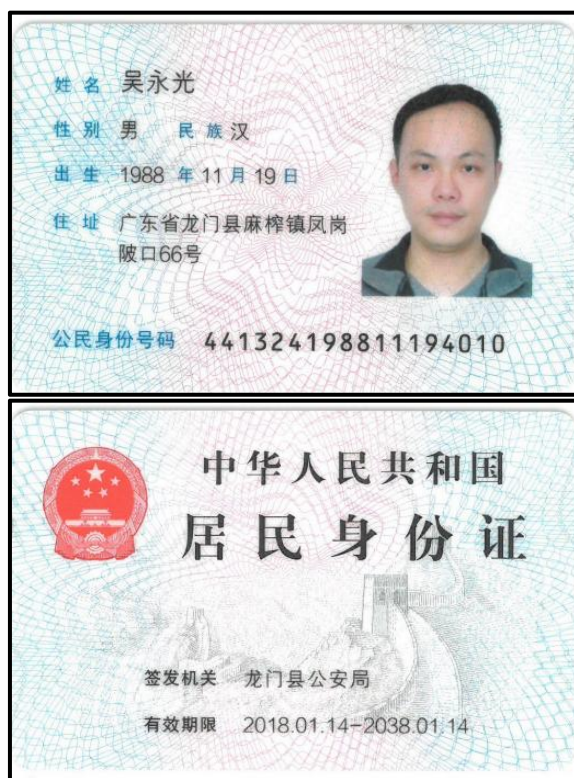 姓名 吴永光
性别 男 民族 汉
出生 1988 年 11 月 19 日
住址 广东省龙门县麻榨镇凤岗
陂口66号
公民身份号码 441324198811194010
中华人民共和国
居民身份证
签发机关 龙门县公安局
有效期限 2018.01.14-2038.01.14